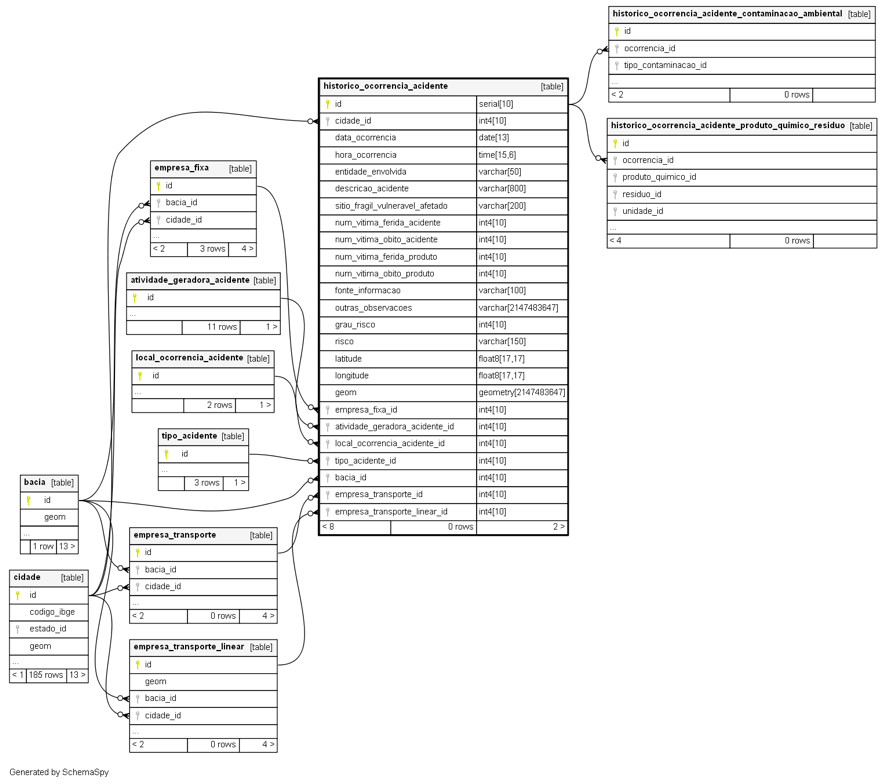 historico_ocorrencia_acidente_contaminacao_ambiental [table]
id
ocorrencia_id
tipo_contaminacao_id
...
< 2 0 rows
historico_ocorrencia_acidente_produto_quimico_residuo [table]
id
ocorrencia_id
produto_quimico_id
residuo_id
unidade_id
...
< 4 0 rows
historico_ocorrencia_acidente [table]
id serial[10]
cidade_id int4[10]
data_ocorrencia date[13]
hora_ocorrencia time[15,6]
entidade_envolvida varchar[50]
descricao_acidente varchar[800]
sitio_fragil_vulneravel_afetado varchar[200]
num_vitima_ferida_acidente int4[10]
num_vitima_obito_acidente int4[10]
num_vitima_ferida_produto int4[10]
num_vitima_obito_produto int4[10]
fonte_informacao varchar[100]
outras_observacoes varchar[2147483647]
grau_risco int4[10]
risco varchar[150]
latitude float8[17,17]
longitude float8[17,17]
geom geometry[2147483647]
empresa_fixa_id int4[10]
atividade_geradora_acidente_id int4[10]
local_ocorrencia_acidente_id int4[10]
tipo_acidente_id int4[10]
bacia_id int4[10]
empresa_transporte_id int4[10]
empresa_transporte_linear_id int4[10]
< 8 0 rows 2 >
empresa_fixa [table]
id
bacia_id
cidade_id
...
< 2 3 rows 4 >
atividade_geradora_acidente [table]
id
...
11 rows 1 >
local_ocorrencia_acidente [table]
id
...
2 rows 1 >
tipo_acidente [table]
id
...
3 rows 1 >
bacia [table]
id
geom
...
1 row 13 >
cidade [table]
id
codigo_ibge
estado_id
geom
...
< 1 185 rows 13 >
empresa_transporte [table]
id
bacia_id
cidade_id
...
< 2 0 rows 4 >
empresa_transporte_linear [table]
id
geom
bacia_id
cidade_id
...
< 2 0 rows 4 >
Generated by SchemaSpy